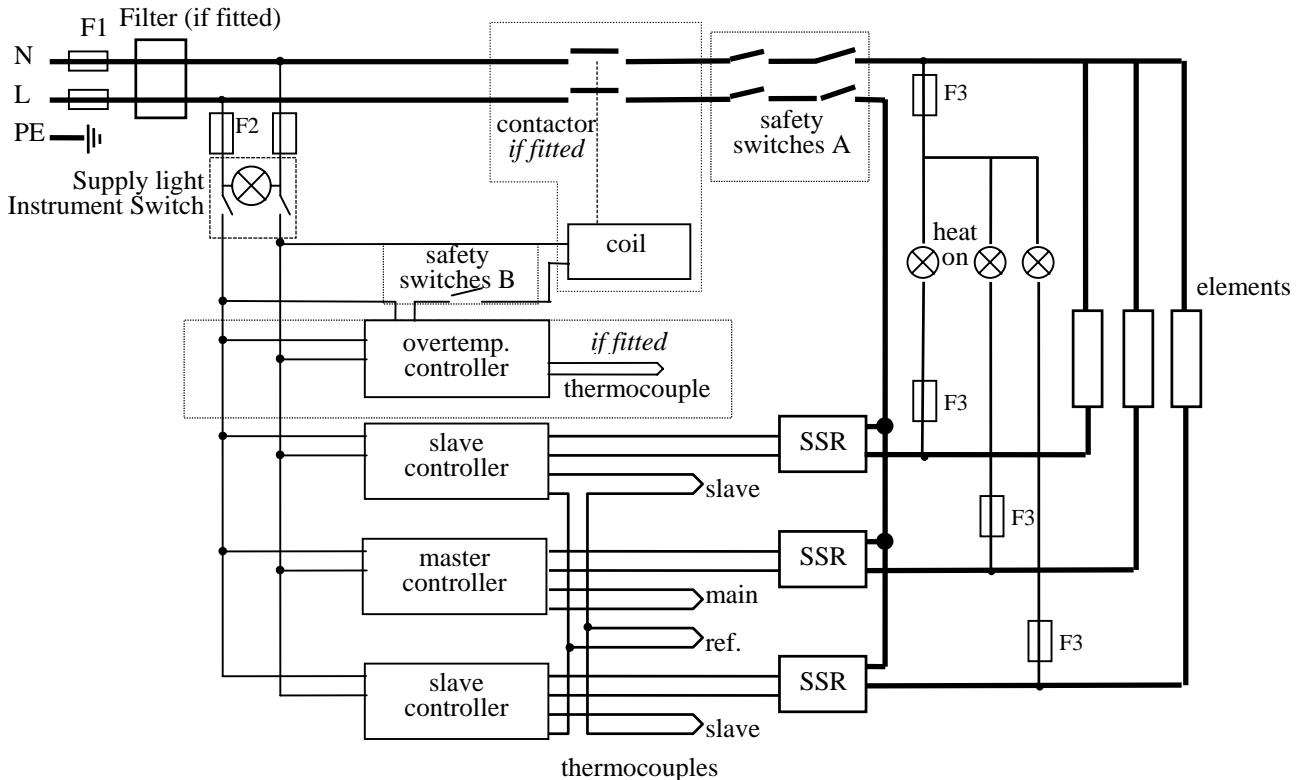 Filter (if fitted)
F1
N
L
PE
F2
Supply light
Instrument Switch
contactor
if fitted
safety
switches A
F3
heat
on
coil
safety
switches B
elements
overtemp.
controller
if fitted
thermocouple
F3
slave
controller
SSR
slave
F3
master
controller
SSR
main
ref.
F3
slave
controller
SSR
slave
thermocouples